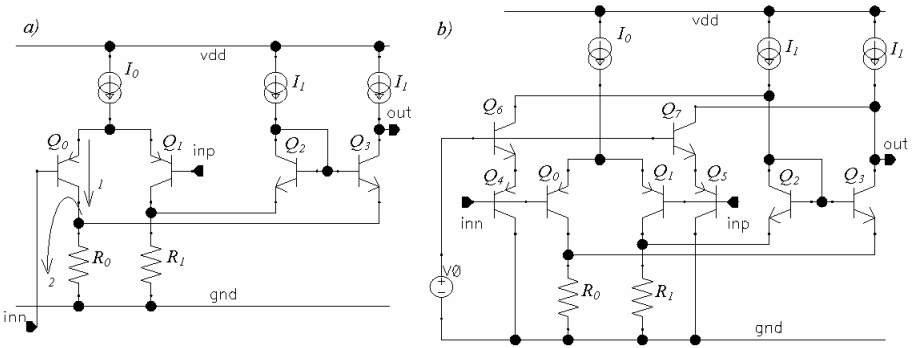 a)
vdd
I0
I1
I1
out
Q0
Q1
inp
Q2
Q3
1
2
R0
R1
gnd
inn
b)
vdd
I0
I1
I1
Q6
Q7
out
Q4
Q0
Q1
Q5
Q2
Q3
inn
inp
V0
R0
R1
gnd